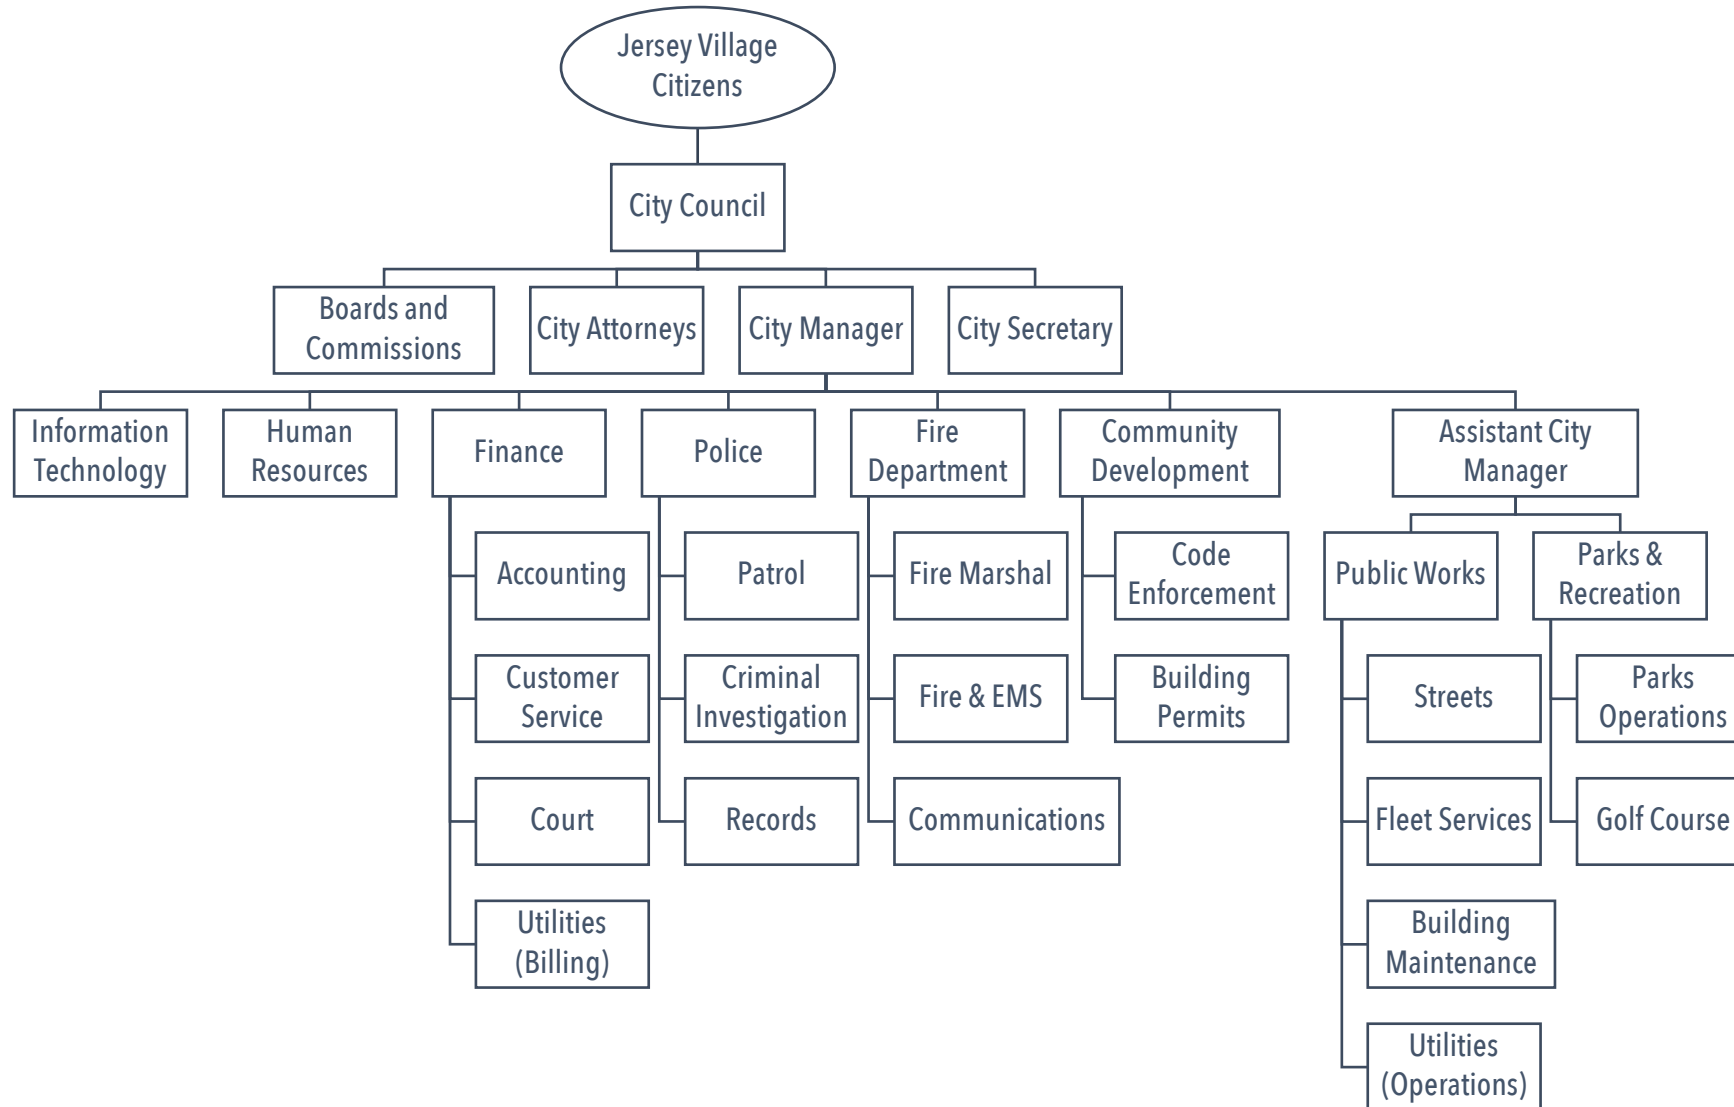 Jersey Village
Citizens
City Council
Boards and
Commissions
City Attorneys
City Manager
City Secretary
Information
Technology
Human
Resources
Finance
Police
Fire
Department
Community
Development
Assistant City
Manager
Accounting
Customer
Service
Court
Utilities
(Billing)
Patrol
Criminal
Investigation
Records
Fire Marshal
Fire & EMS
Communications
Code
Enforcement
Building
Permits
Public Works
Streets
Fleet Services
Building
Maintenance
Utilities
(Operations)
Parks &
Recreation
Parks
Operations
Golf Course